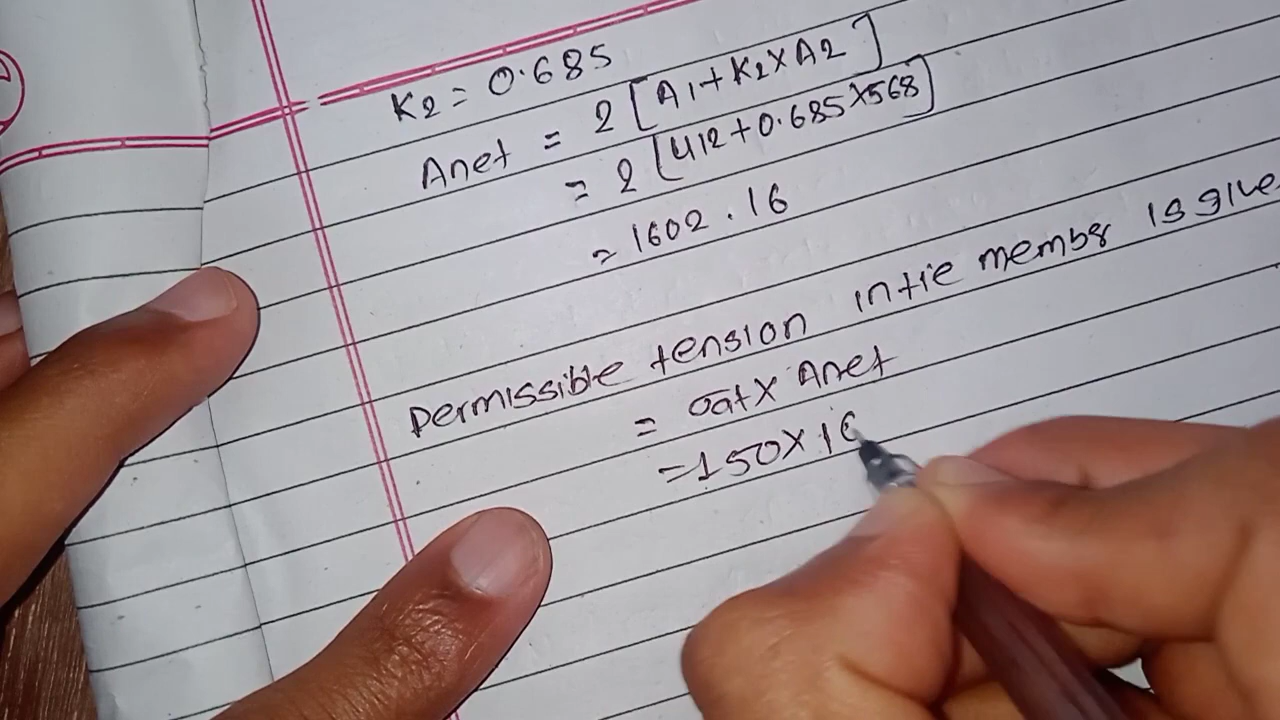 K2 = 0.685
Anet = 2 [A1 + K2 X A2]
= 2 [412 + 0.685 X 568]
= 1602.16
Permissible tension in tie membr is give
= σat X Anet
= 150 X 16